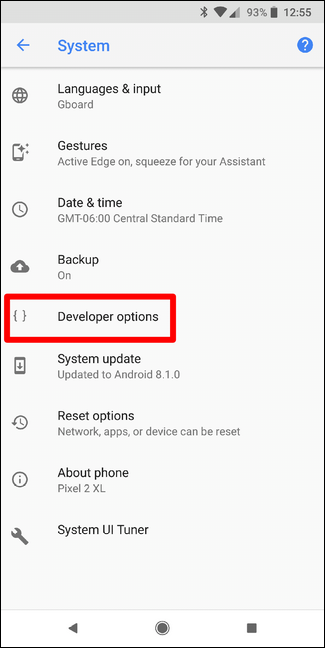 93% 12:55
System
Languages & input
Gboard
Gestures
Active Edge on, squeeze for your Assistant
Date & time
GMT-06:00 Central Standard Time
Backup
On
{ } Developer options
System update
Updated to Android 8.1.0
Reset options
Network, apps, or device can be reset
About phone
Pixel 2 XL
System UI Tuner